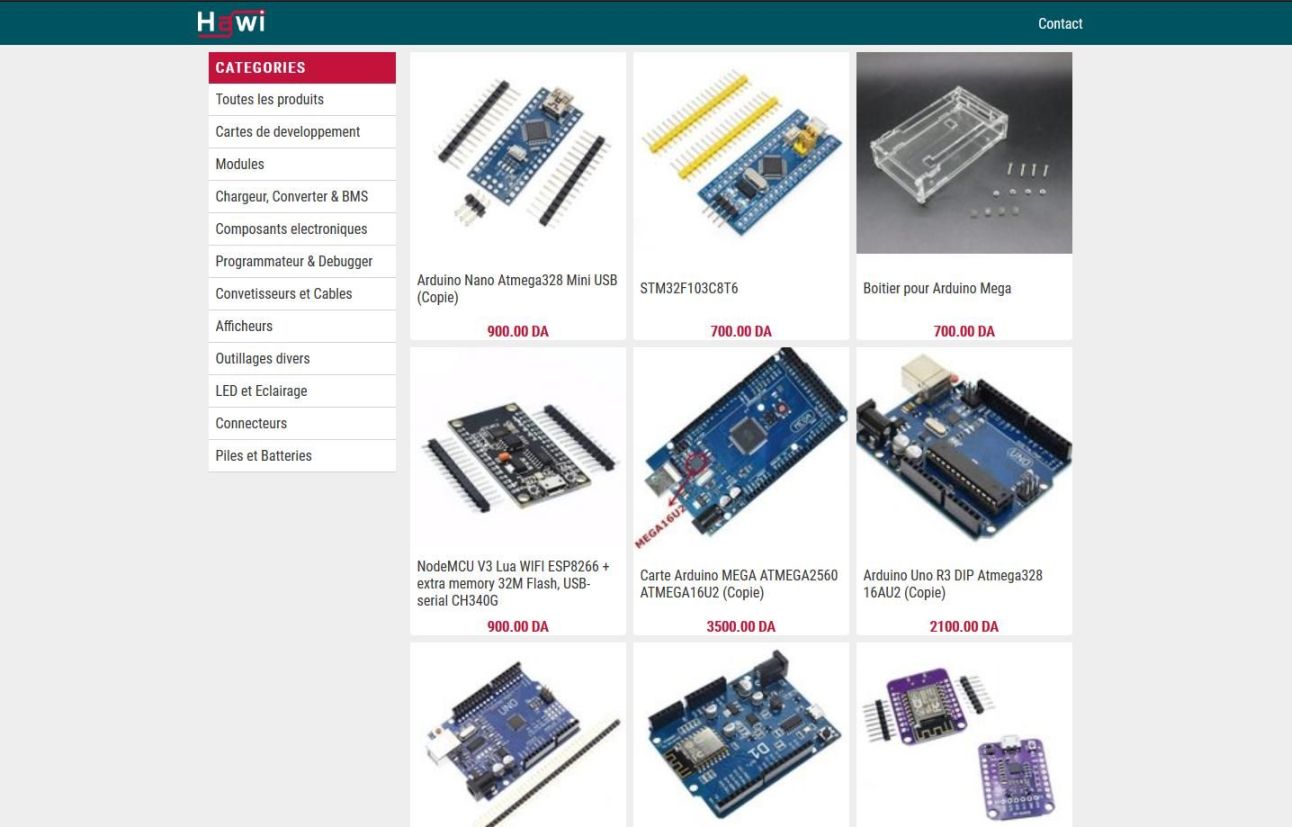 Hawi
Contact
CATEGORIES
Toutes les produits
Cartes de developpement
Modules
Chargeur, Converter & BMS
Composants electroniques
Programmateur & Debugger
Convetisseurs et Cables
Afficheurs
Outillages divers
LED et Eclairage
Connecteurs
Piles et Batteries
Arduino Nano Atmega328 Mini USB
(Copie)
900.00 DA
STM32F103C8T6
700.00 DA
Boitier pour Arduino Mega
700.00 DA
NodeMCU V3 Lua WIFI ESP8266 +
extra memory 32M Flash, USB-
serial CH340G
900.00 DA
MEGA
MEGA16U2
Carte Arduino MEGA ATMEGA2560
ATMEGA16U2 (Copie)
3500.00 DA
UNO
Arduino Uno R3 DIP Atmega328
16AU2 (Copie)
2100.00 DA
UNO
D1